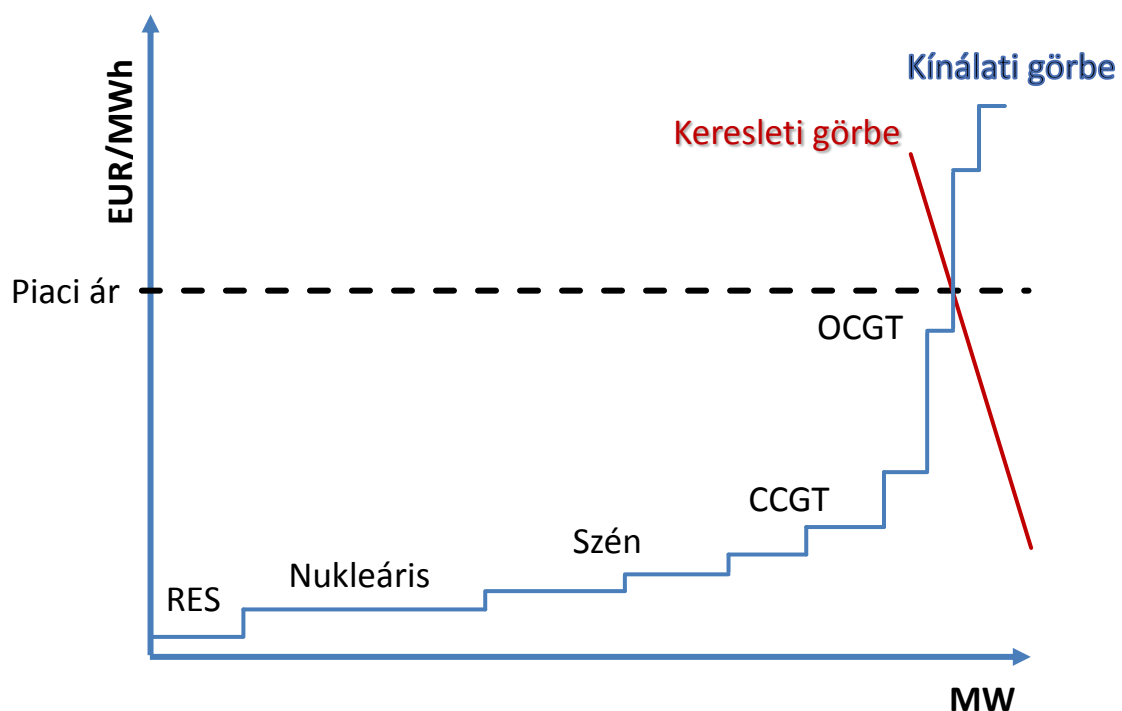 Kínálati görbe
EUR/MWh
Keresleti görbe
Piaci ár
OCGT
CCGT
Szén
Nukleáris
RES
MW